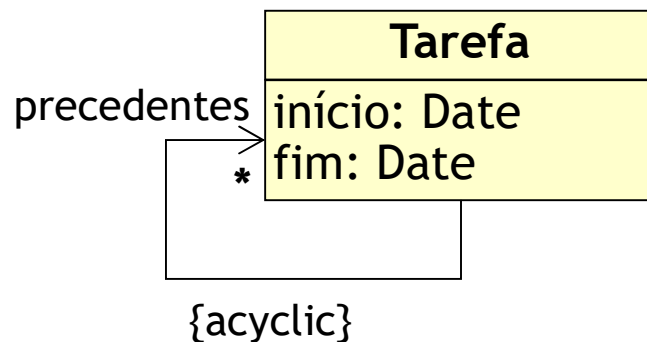 Tarefa
precedentes
início: Date
*
fim: Date
{acyclic}